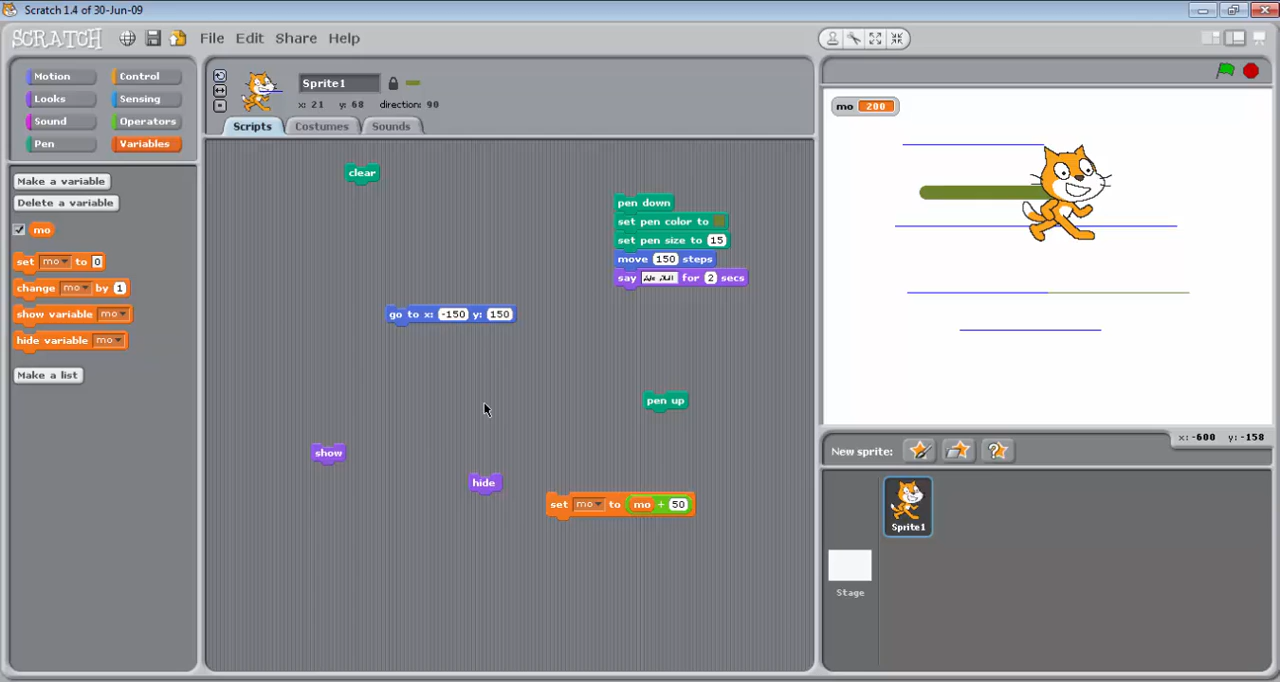 Scratch 1.4 of 30-Jun-09
SCRATCH File Edit Share Help
Motion Control
Looks Sensing
Sound Operators
Pen Variables
Make a variable
Delete a variable
mo
set mo to 0
change mo by 1
show variable mo
hide variable mo
Make a list
Sprite1
x: 21 y: 68 direction: 90
Scripts Costumes Sounds
clear
pen down
set pen color to
set pen size to 15
move 150 steps
say for 2 secs
go to x: -150 y: 150
pen up
show
hide
set mo to mo + 50
mo 200
x: -600 y: -158
New sprite:
Sprite1
Stage